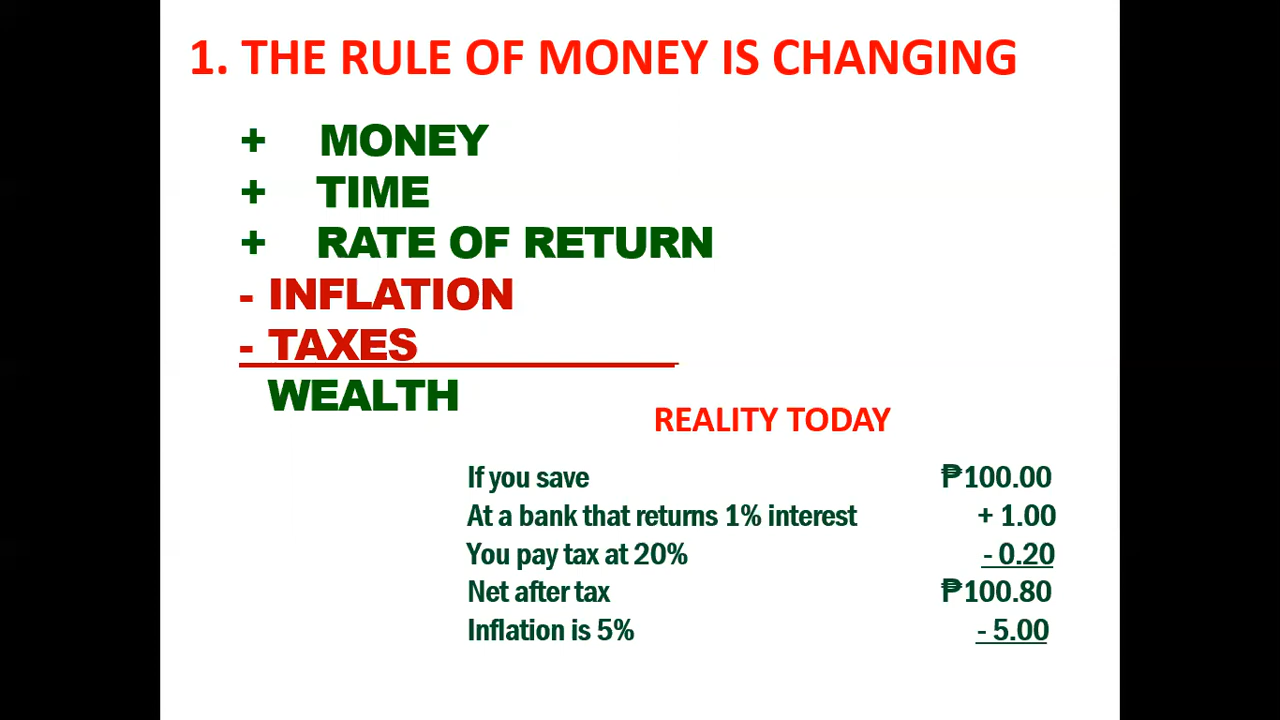 1. THE RULE OF MONEY IS CHANGING
+ MONEY
+ TIME
+ RATE OF RETURN
- INFLATION
- TAXES
WEALTH
REALITY TODAY
If you save ₱100.00
At a bank that returns 1% interest + 1.00
You pay tax at 20% - 0.20
Net after tax ₱100.80
Inflation is 5% - 5.00